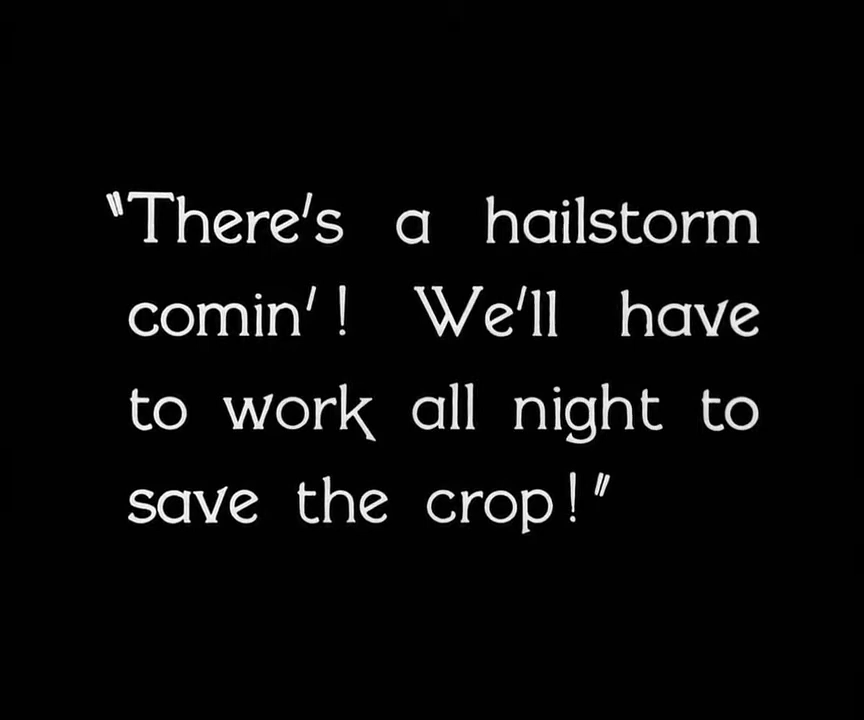 "There's a hailstorm
comin'! We'll have
to work all night to
save the crop!"